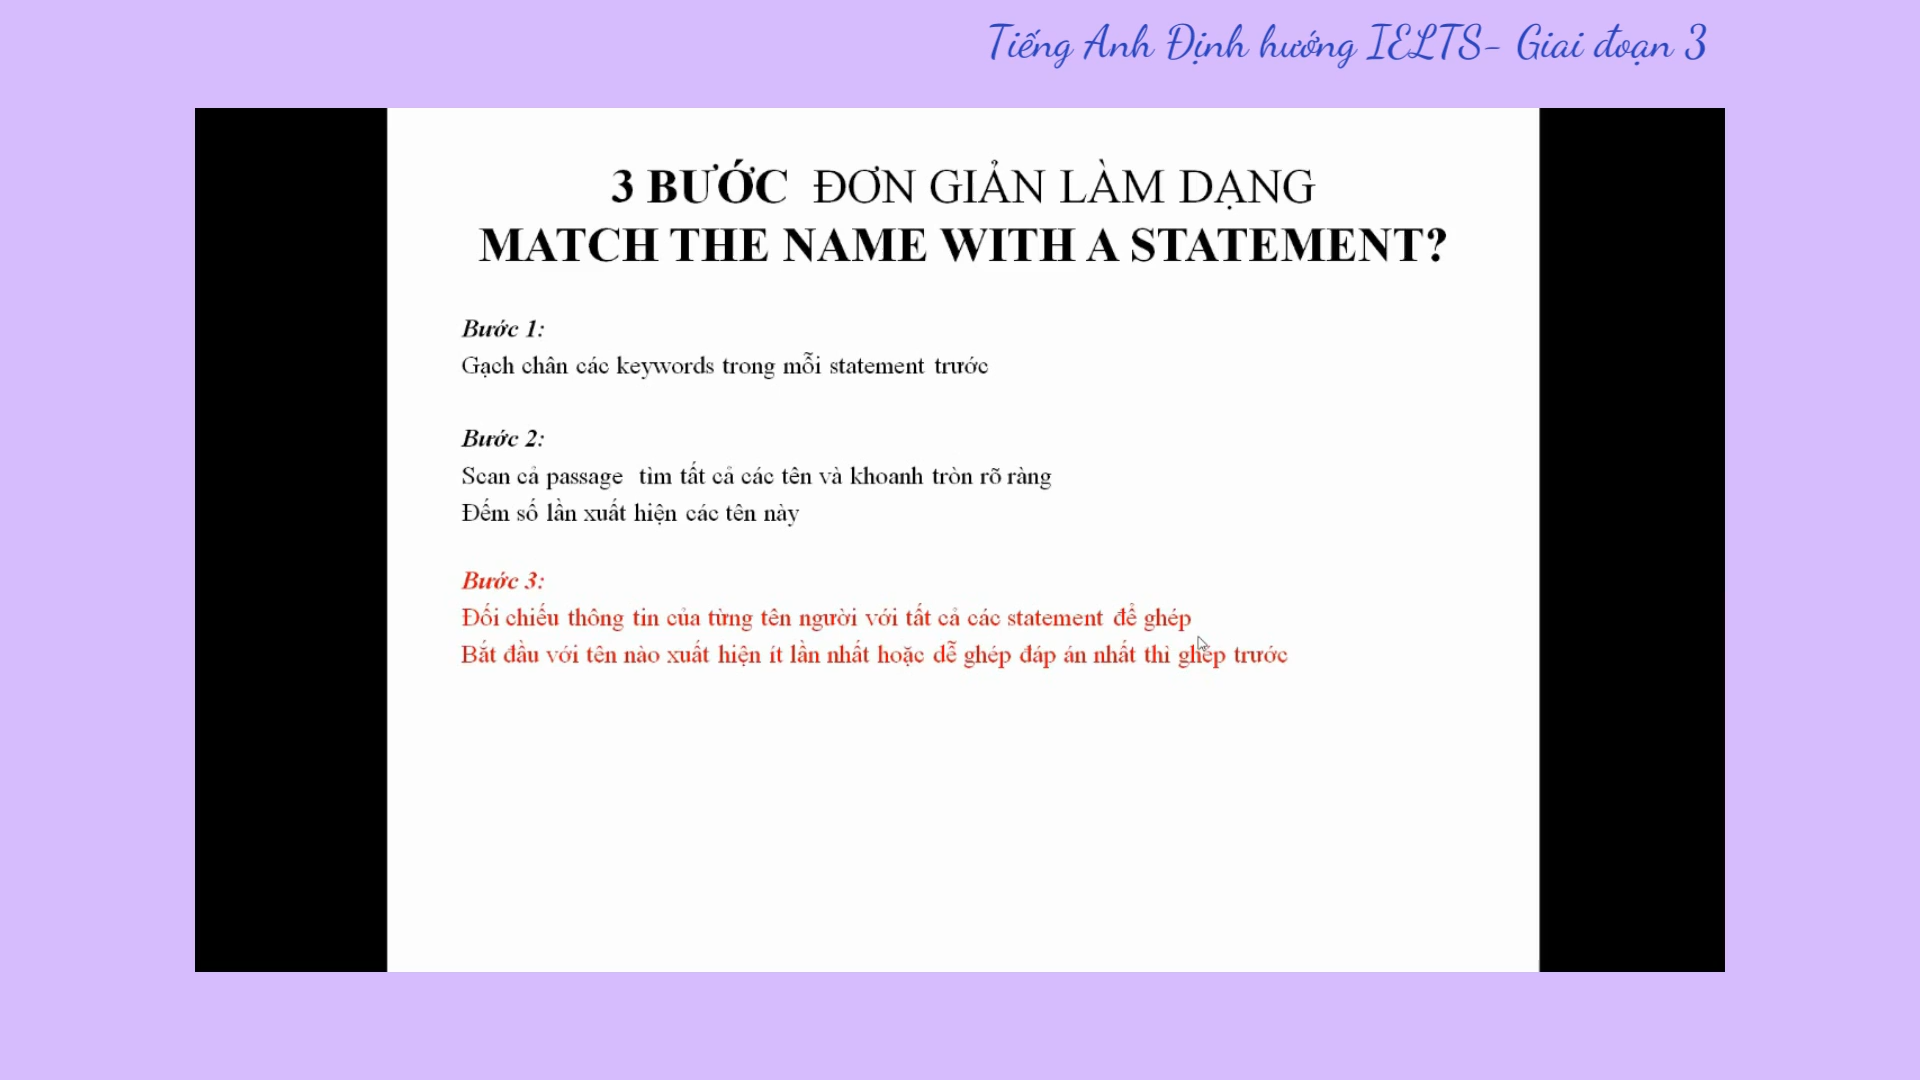 Tiếng Anh Định hướng IELTS- Giai đoạn 3
3 BƯỚC ĐƠN GIẢN LÀM DẠNG
MATCH THE NAME WITH A STATEMENT?
Bước 1:
Gạch chân các keywords trong mỗi statement trước
Bước 2:
Scan cả passage tìm tất cả các tên và khoanh tròn rõ ràng
Đếm số lần xuất hiện các tên này
Bước 3:
Đối chiếu thông tin của từng tên người với tất cả các statement để ghép
Bắt đầu với tên nào xuất hiện ít lần nhất hoặc dễ ghép đáp án nhất thì ghép trước